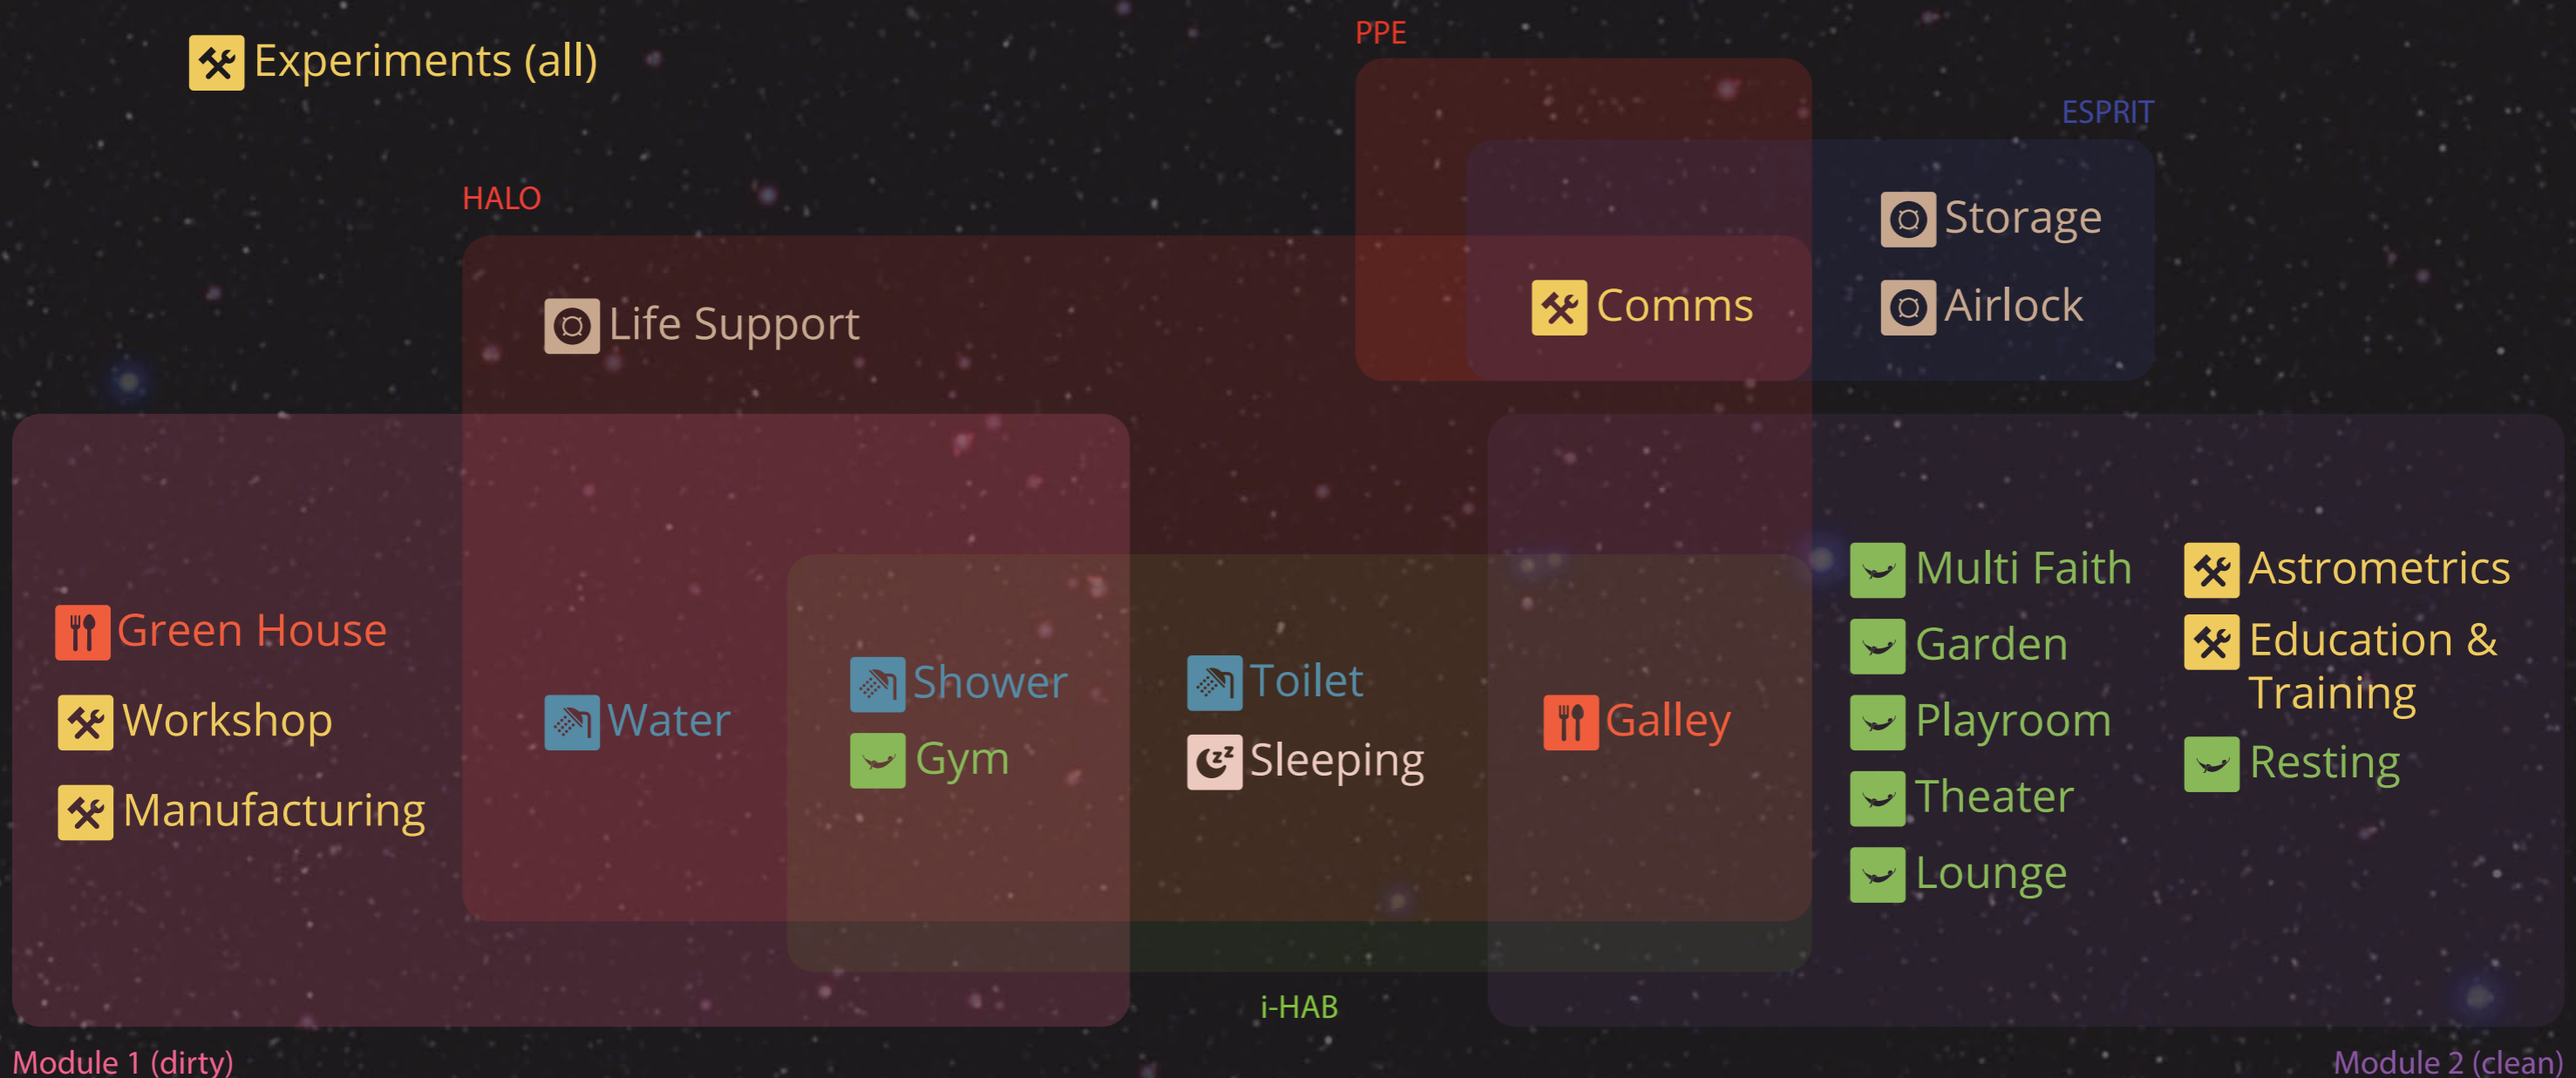 PPE
Experiments (all)
ESPRIT
HALO
Storage
Life Support
Comms
Airlock
Green House
Workshop
Manufacturing
Water
Shower
Gym
Toilet
Sleeping
Galley
Multi Faith
Garden
Playroom
Theater
Lounge
Astrometrics
Education &
Training
Resting
i-HAB
Module 1 (dirty)
Module 2 (clean)